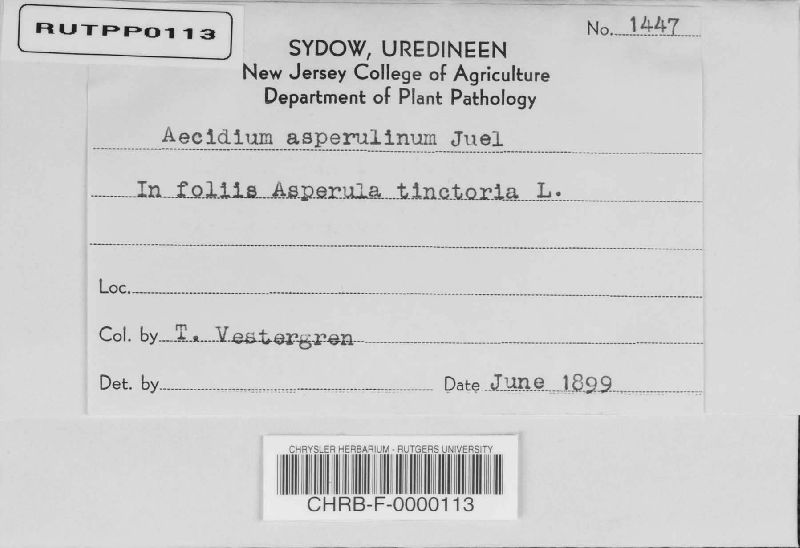 RUTPP0113
No. 1447
SYDOW, UREDINEEN
New Jersey College of Agriculture
Department of Plant Pathology
Aecidium asperulinum Juel
In foliis Asperula tinctoria L.
Loc.
Col. by T. Vestergren
Det. by
Date June 1899
CHRYSLER HERBARIUM - RUTGERS UNIVERSITY
CHRB-F-0000113